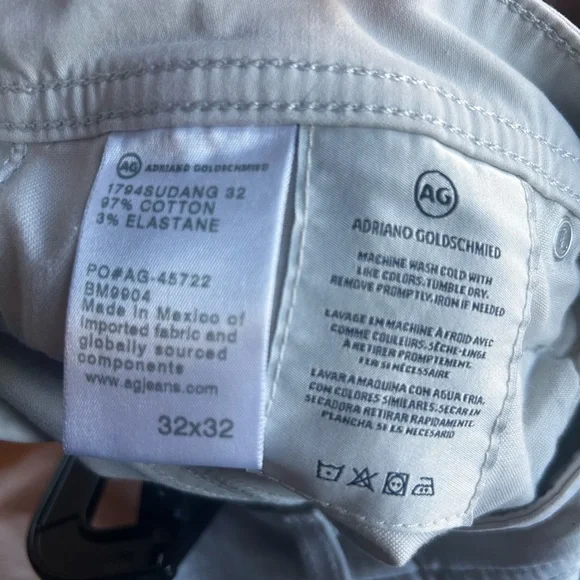 AG ADRIANO GOLDSCHMIED
1794SUDANG 32
97% COTTON
3% ELASTANE
PO#AG-45722
BM9904
Made in Mexico of
imported fabric and
globally sourced
components
www.agjeans.com
32x32
AG
ADRIANO GOLDSCHMIED
MACHINE WASH COLD WITH
LIKE COLORS. TUMBLE DRY.
REMOVE PROMPTLY. IRON IF NEEDED
LAVAGE EN MACHINE À FROID AVEC
COMME COULEURS. SÈCHE-LINGE
A RETIRER PROMPTEMENT.
FER SI NÉCESSAIRE
LAVAR A MAQUINA CON AGUA FRIA,
CON COLORES SIMILARES. SECAR EN
SECADORA RETIRAR RAPIDAMENTE.
PLANCHA SI ES NECESARIO